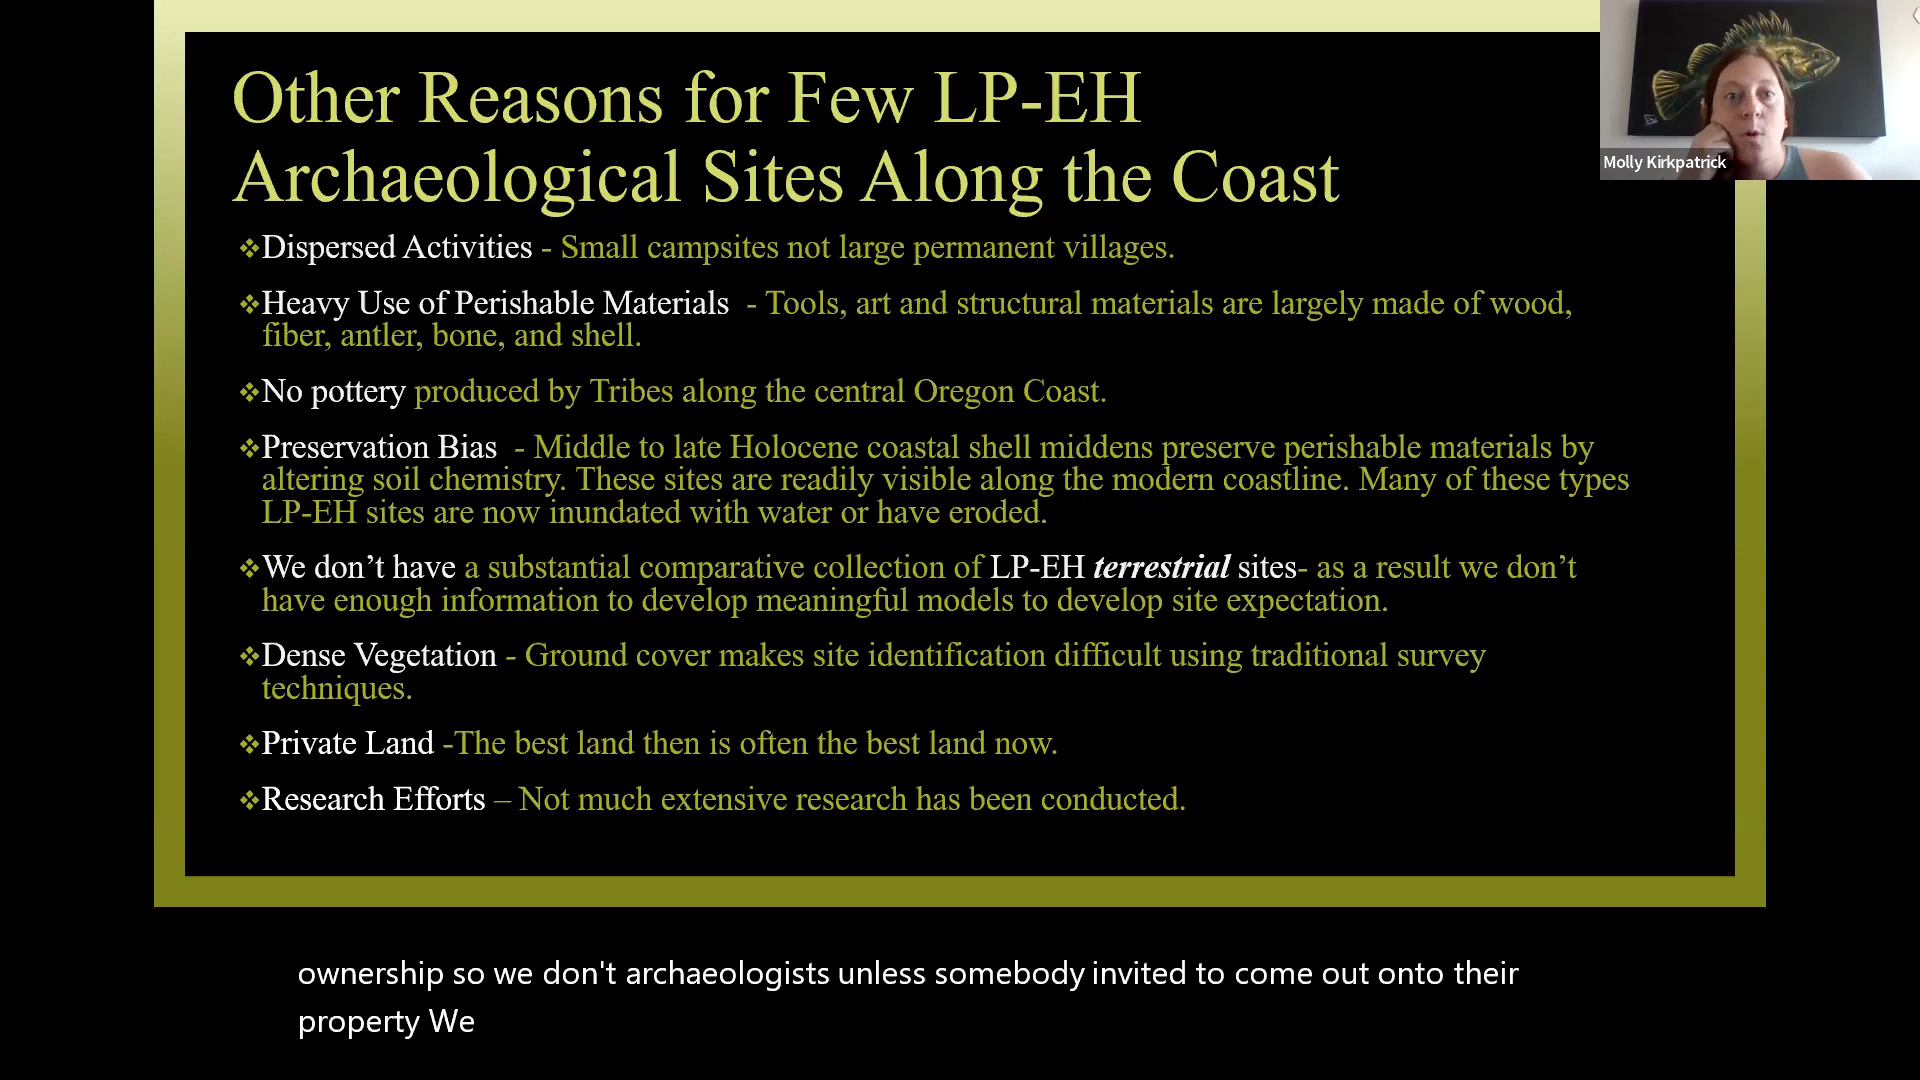 Other Reasons for Few LP-EH
Archaeological Sites Along the Coast
Molly Kirkpatrick
❖Dispersed Activities - Small campsites not large permanent villages.
❖Heavy Use of Perishable Materials - Tools, art and structural materials are largely made of wood,
fiber, antler, bone, and shell.
❖No pottery produced by Tribes along the central Oregon Coast.
❖Preservation Bias - Middle to late Holocene coastal shell middens preserve perishable materials by
altering soil chemistry. These sites are readily visible along the modern coastline. Many of these types
LP-EH sites are now inundated with water or have eroded.
❖We don’t have a substantial comparative collection of LP-EH terrestrial sites- as a result we don’t
have enough information to develop meaningful models to develop site expectation.
❖Dense Vegetation - Ground cover makes site identification difficult using traditional survey
techniques.
❖Private Land -The best land then is often the best land now.
❖Research Efforts – Not much extensive research has been conducted.
ownership so we don't archaeologists unless somebody invited to come out onto their
property We